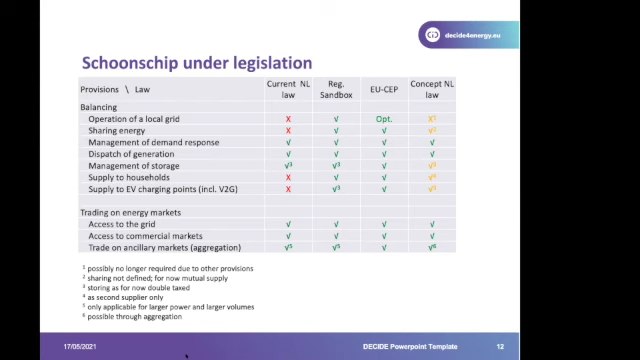 decide4energy.eu
Schoonschip under legislation
Provisions \ Law Current NL law Reg. Sandbox EU-CEP Concept NL law
Balancing
Operation of a local grid X √ Opt. X¹
Sharing energy X √ √ √²
Management of demand response √ √ √ √
Dispatch of generation √ √ √ √
Management of storage √³ √³ √ √³
Supply to households X √ √ √⁴
Supply to EV charging points (incl. V2G) X √³ √ √³
Trading on energy markets
Access to the grid √ √ √ √
Access to commercial markets √ √ √ √
Trade on ancillary markets (aggregation) √⁵ √⁵ √ √⁶
¹ possibly no longer required due to other provisions
² sharing not defined; for now mutual supply
³ storing as for now double taxed
⁴ as second supplier only
⁵ only applicable for larger power and larger volumes
⁶ possible through aggregation
17/05/2021 DECIDE Powerpoint Template 12